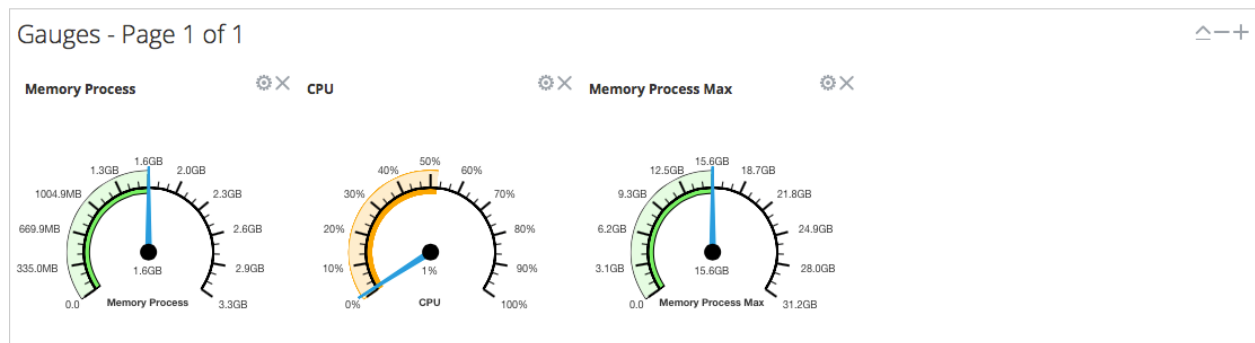 Gauges - Page 1 of 1
Memory Process
CPU
Memory Process Max
1.6GB
1.3GB
2.0GB
1004.9MB
2.3GB
669.9MB
2.6GB
335.0MB
2.9GB
0.0
3.3GB
1.6GB
Memory Process
50%
40%
60%
30%
70%
20%
80%
10%
90%
0%
100%
1%
CPU
15.6GB
12.5GB
18.7GB
9.3GB
21.8GB
6.2GB
24.9GB
3.1GB
28.0GB
0.0
31.2GB
15.6GB
Memory Process Max